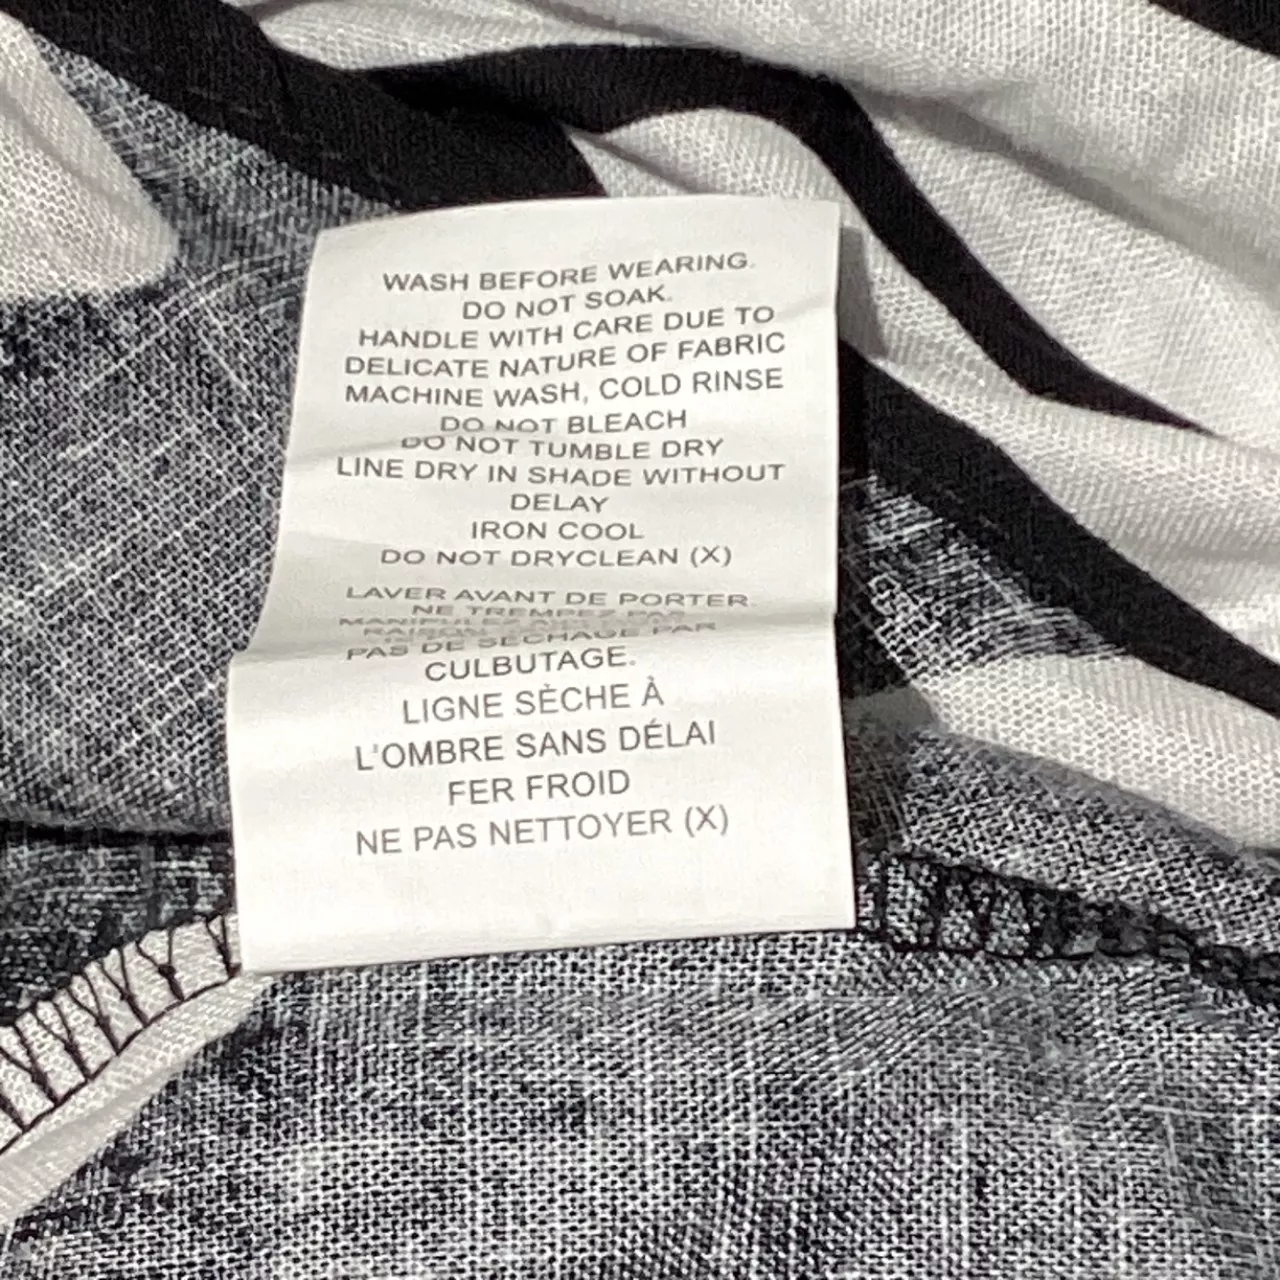 WASH BEFORE WEARING.
DO NOT SOAK.
HANDLE WITH CARE DUE TO
DELICATE NATURE OF FABRIC
MACHINE WASH, COLD RINSE
DO NOT BLEACH
DO NOT TUMBLE DRY
LINE DRY IN SHADE WITHOUT
DELAY
IRON COOL
DO NOT DRYCLEAN (X)
LAVER AVANT DE PORTER.
NE TREMPEZ PAS
PAS DE SÉCHAGE PAR
CULBUTAGE.
LIGNE SÈCHE À
L'OMBRE SANS DÉLAI
FER FROID
NE PAS NETTOYER (X)